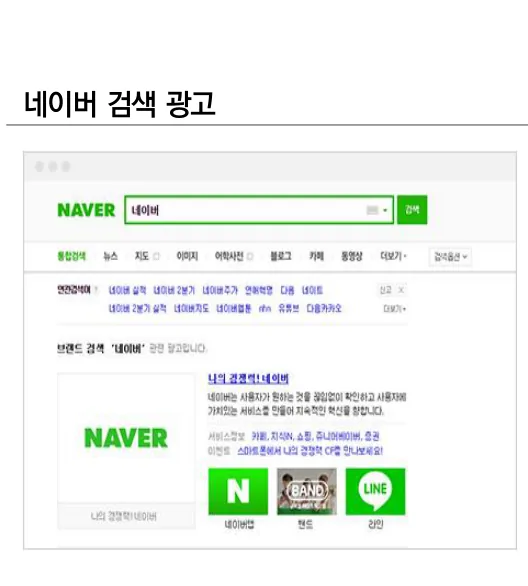 네이버 검색 광고
NAVER 네이버 검색
통합검색 뉴스 지도 이미지 어학사전 블로그 카페 동영상 더보기 검색옵션
연관검색어 ? 네이버 실적 네이버 2분기 네이버주가 연애혁명 다음 네이트 신고 ×
네이버 2분기 실적 네이버지도 네이버웹툰 nhn 유튜브 다음카카오 더보기
브랜드 검색 '네이버' 관련 광고입니다.
나의 경쟁력! 네이버
네이버는 사용자가 원하는 것을 끊임없이 확인하고 사용자에
가치있는 서비스를 만들어 지속적인 혁신을 향합니다.
NAVER
서비스정보 카페, 지식iN, 쇼핑, 쥬니어네이버, 증권
이벤트 스마트폰에서 나의 경쟁력 CF를 만나보세요!
N BAND LINE
나의 경쟁력! 네이버
네이버앱 밴드 라인